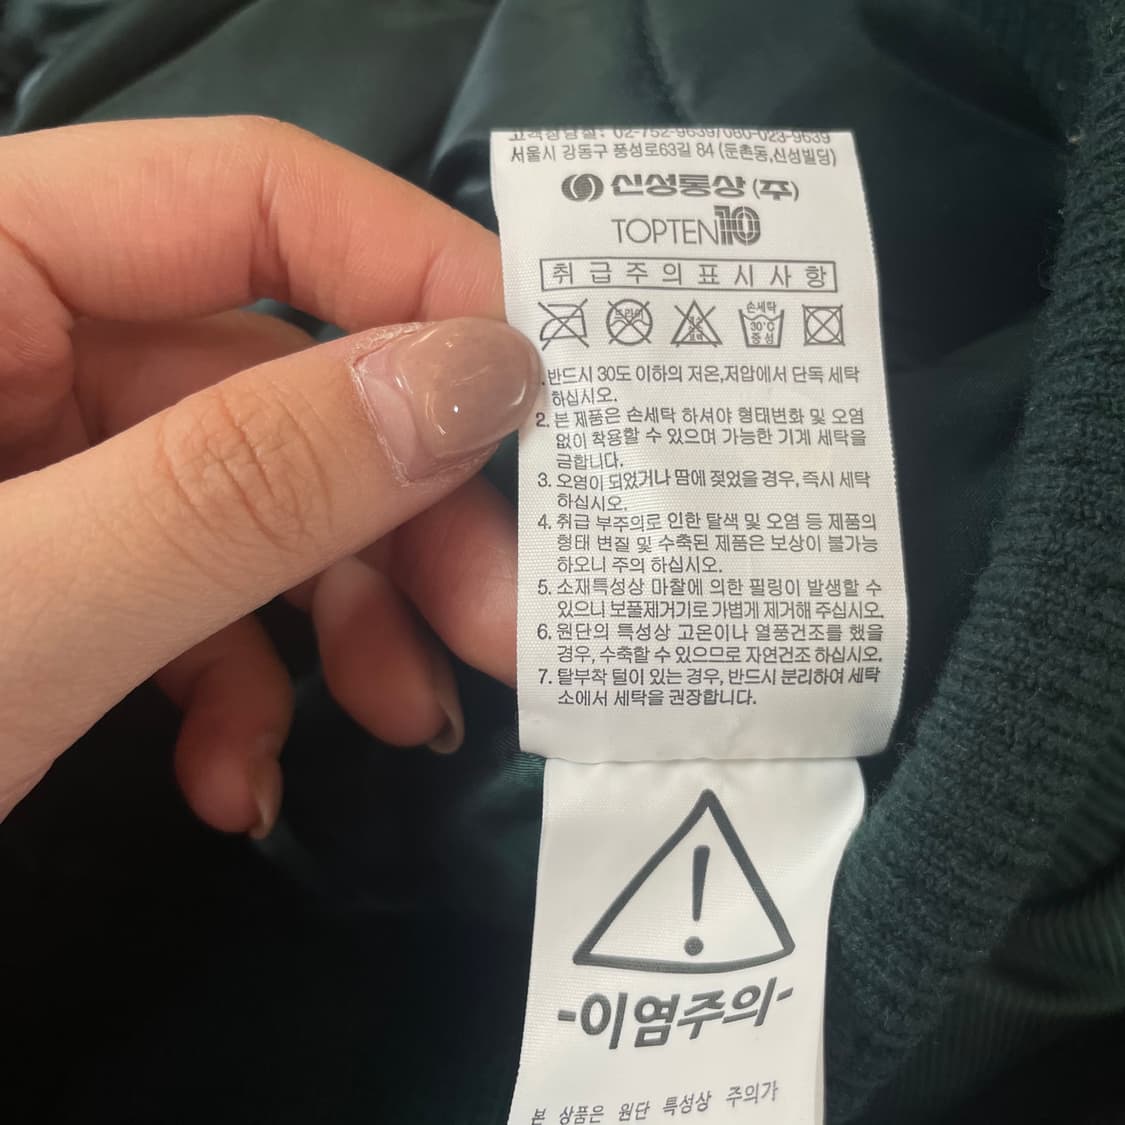 고객상담실: 02-752-9639/080-023-9639
서울시 강동구 풍성로63길 84 (둔촌동,신성빌딩)
신성통상 (주)
TOPTEN10
취급주의표시사항
드라이
손세탁
30°C
중성
1. 반드시 30도 이하의 저온,저압에서 단독 세탁
하십시오.
2. 본 제품은 손세탁 하셔야 형태변화 및 오염
없이 착용할 수 있으며 가능한 기계 세탁을
금합니다.
3. 오염이 되었거나 땀에 젖었을 경우, 즉시 세탁
하십시오.
4. 취급 부주의로 인한 탈색 및 오염 등 제품의
형태 변질 및 수축된 제품은 보상이 불가능
하오니 주의 하십시오.
5. 소재특성상 마찰에 의한 필링이 발생할 수
있으니 보풀제거기로 가볍게 제거해 주십시오.
6. 원단의 특성상 고온이나 열풍건조를 했을
경우, 수축할 수 있으므로 자연건조 하십시오.
7. 탈부착 털이 있는 경우, 반드시 분리하여 세탁
소에서 세탁을 권장합니다.
!
-이염주의-
본 상품은 원단 특성상 주의가